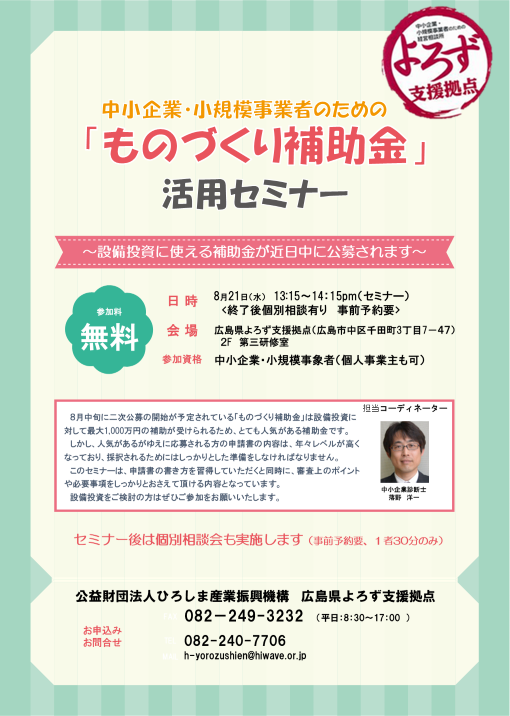 中小企業・
小規模事業者のための
経営相談所
よろず
支援拠点
中小企業・小規模事業者のための
「ものづくり補助金」
活用セミナー
～設備投資に使える補助金が近日中に公募されます～
参加料
無料
日 時 8月21日（水） 13:15～14:15pm（セミナー）
<終了後個別相談有り 事前予約要>
会 場 広島県よろず支援拠点（広島市中区千田町3丁目7－47）
2F 第三研修室
参加資格 中小企業・小規模事象者（個人事業主も可）
8月中旬に二次公募の開始が予定されている「ものづくり補助金」は設備投資に
対して最大1,000万円の補助が受けられるため、とても人気がある補助金です。
しかし、人気があるがゆえに応募される方の申請書の内容は、年々レベルが高く
なっており、採択されるためにはしっかりとした準備をしなければばなりません。
このセミナーは、申請書の書き方を習得していただくと同時に、審査上のポイント
や必要事項をしっかりとおさえて頂ける内容となっています。
設備投資をご検討の方はぜひご参加をお願いいたします。
担当コーディネーター
中小企業診断士
薄野 洋一
セミナー後は個別相談会も実施します（事前予約要、1者30分のみ）
公益財団法人ひろしま産業振興機構 広島県よろず支援拠点
お申込み
お問合せ
082－249-3232 （平日：8:30～17:00 ）
082-240-7706
h-yorozushien@hiwave.or.jp